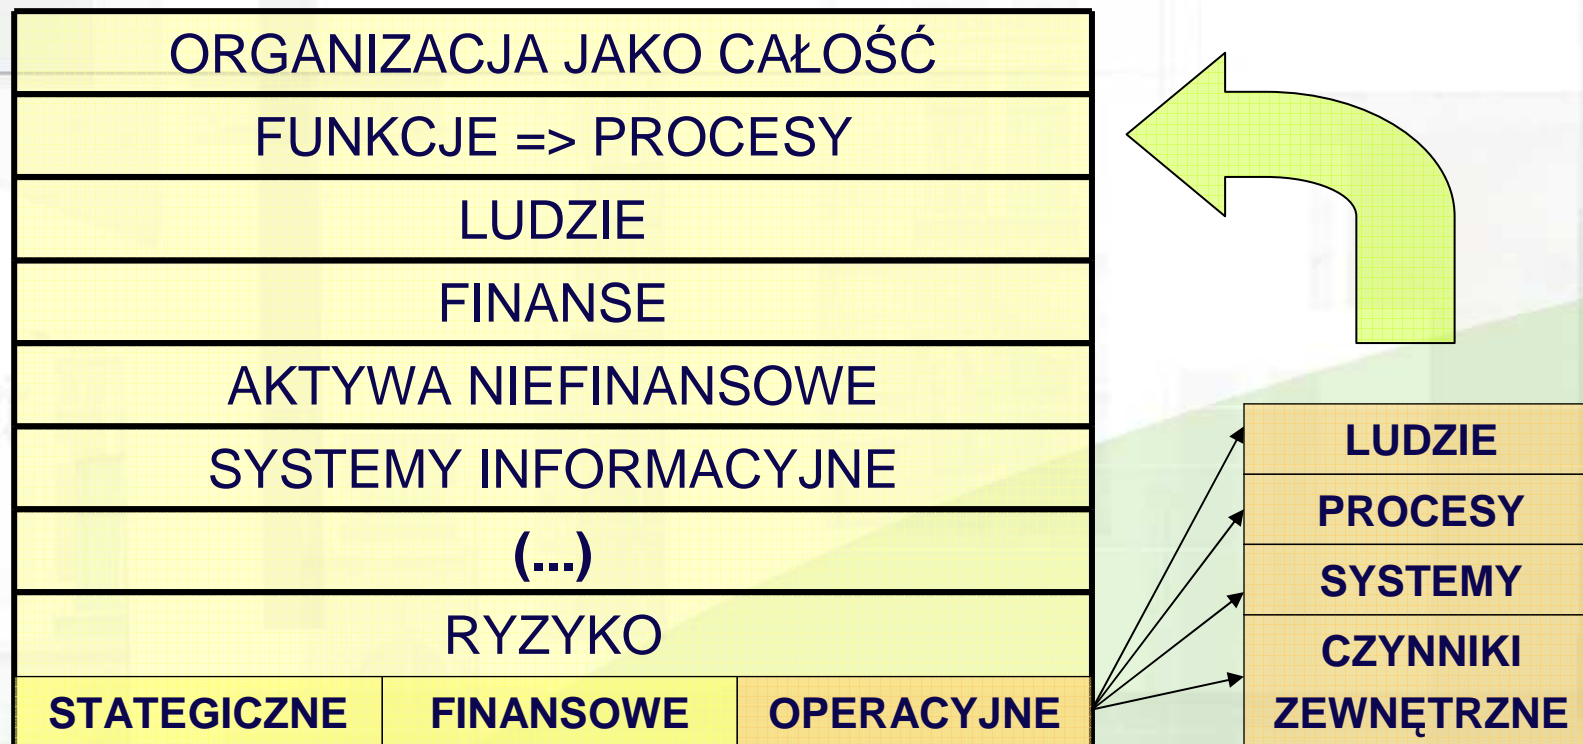 ORGANIZACJA JAKO CAŁOŚĆ
FUNKCJE => PROCESY
LUDZIE
FINANSE
AKTYWA NIEFINANSOWE
SYSTEMY INFORMACYJNE
(...)
RYZYKO
STATEGICZNE
FINANSOWE
OPERACYJNE
LUDZIE
PROCESY
SYSTEMY
CZYNNIKI
ZEWNĘTRZNE